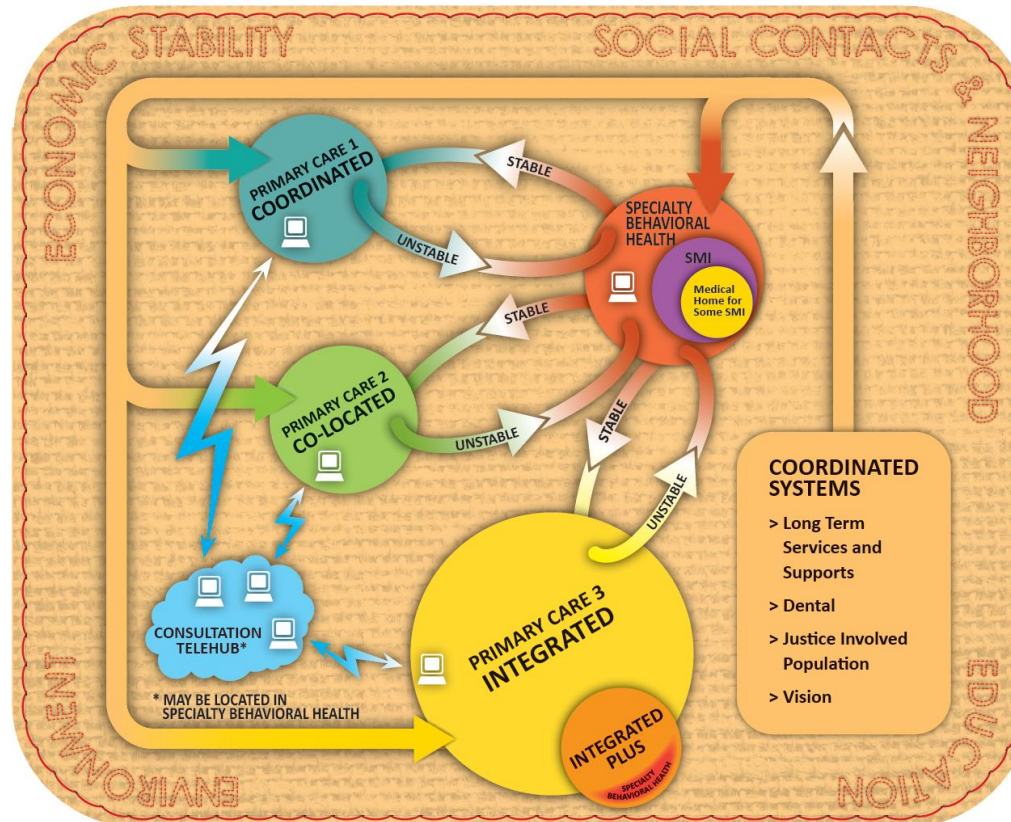 ECONOMIC STABILITY
SOCIAL CONTACTS & NEIGHBORHOOD
PRIMARY CARE 1
COORDINATED
STABLE
UNSTABLE
SPECIALTY
BEHAVIORAL
HEALTH
SMI
Medical
Home for
Some SMI
STABLE
PRIMARY CARE 2
CO-LOCATED
UNSTABLE
STABLE
UNSTABLE
COORDINATED
SYSTEMS
> Long Term
Services and
Supports
> Dental
> Justice Involved
Population
> Vision
CONSULTATION
TELEHUB*
* MAY BE LOCATED IN
SPECIALTY BEHAVIORAL HEALTH
PRIMARY CARE 3
INTEGRATED
INTEGRATED
PLUS
SPECIALTY
BEHAVIORAL HEALTH
ENVIRONMENT
EDUCATION